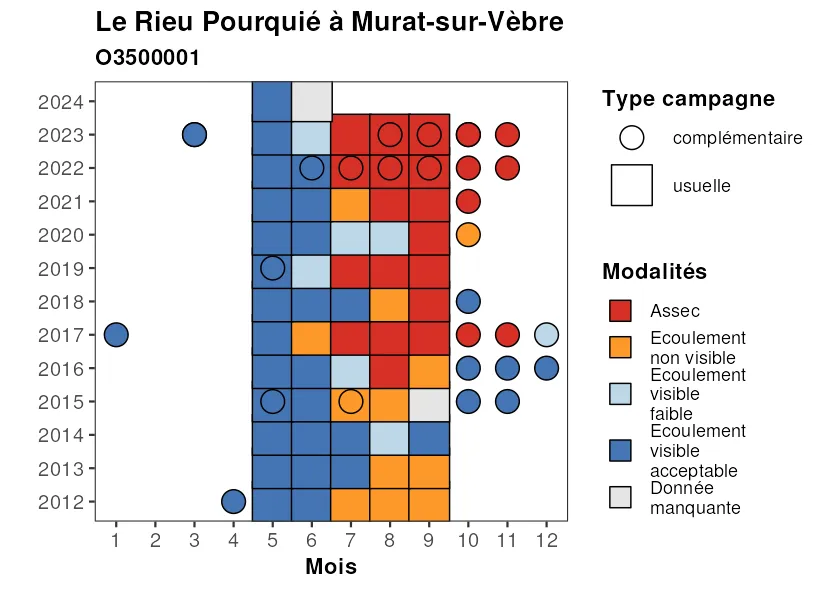 Le Rieu Pourquié à Murat-sur-Vèbre
O3500001
2024
2023
2022
2021
2020
2019
2018
2017
2016
2015
2014
2013
2012
1 2 3 4 5 6 7 8 9 10 11 12
Mois
Type campagne
complémentaire
usuelle
Modalités
Assec
Ecoulement
non visible
Ecoulement
visible
faible
Ecoulement
visible
acceptable
Donnée
manquante